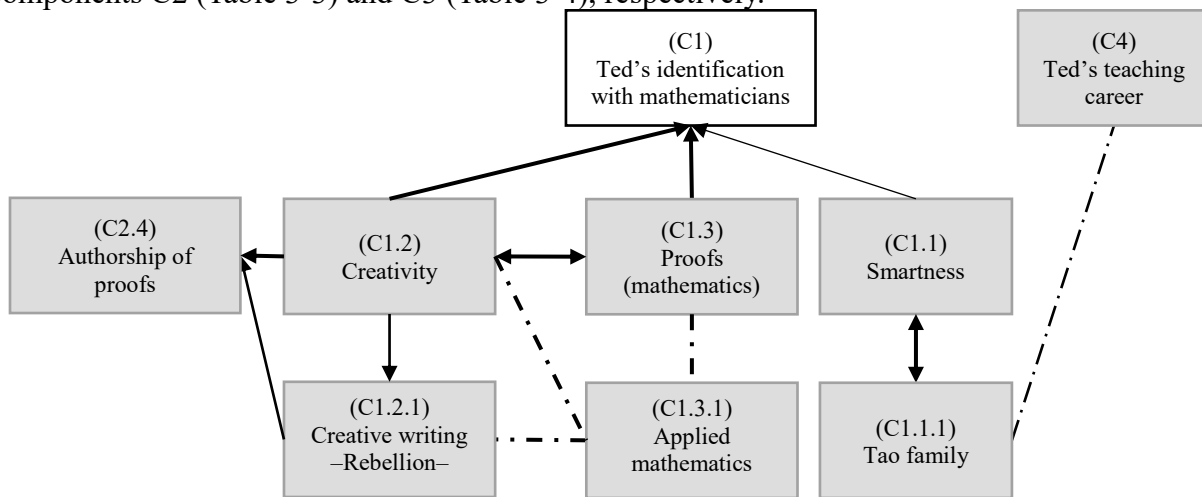 components C2 (Table 3-3) and C3 (Table 3-4), respectively.
(C1)
Ted’s identification
with mathematicians
(C4)
Ted’s teaching
career
(C2.4)
Authorship of
proofs
(C1.2)
Creativity
(C1.3)
Proofs
(mathematics)
(C1.1)
Smartness
(C1.2.1)
Creative writing
–Rebellion–
(C1.3.1)
Applied
mathematics
(C1.1.1)
Tao family